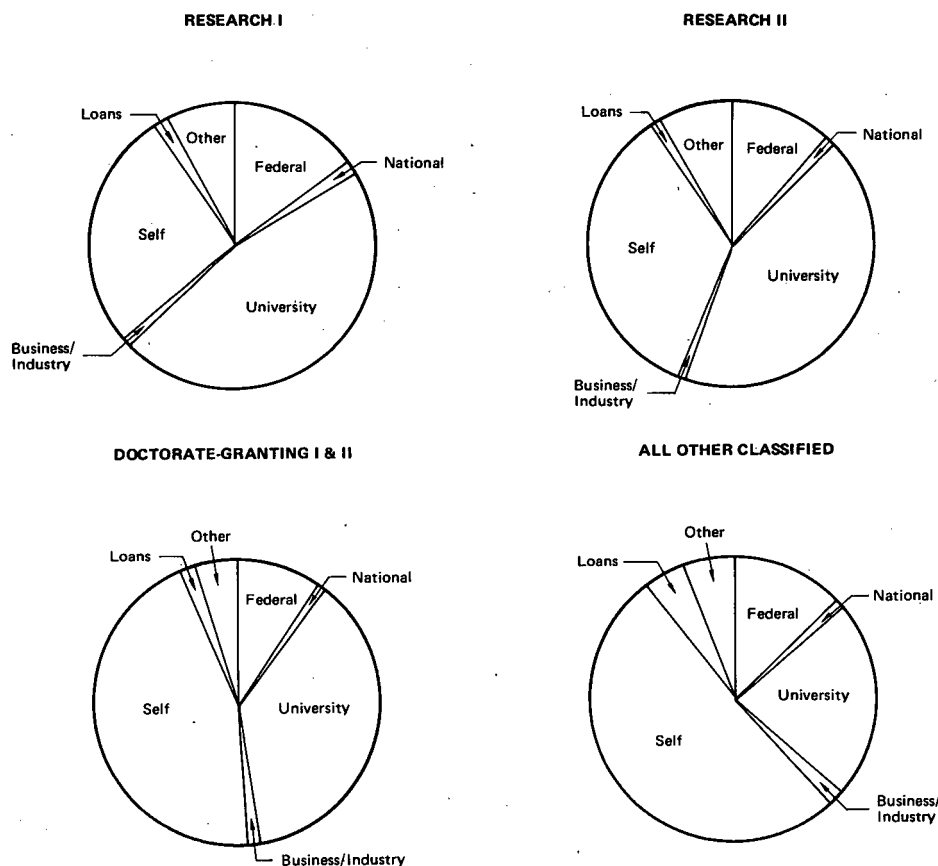 RESEARCH I
Loans
Other
Federal
National
Self
University
Business/
Industry
RESEARCH II
Loans
Other
Federal
National
Self
University
Business/
Industry
DOCTORATE-GRANTING I & II
Other
Loans
Federal
National
Self
University
Business/Industry
ALL OTHER CLASSIFIED
Other
Loans
Federal
National
University
Self
Business/
Industry